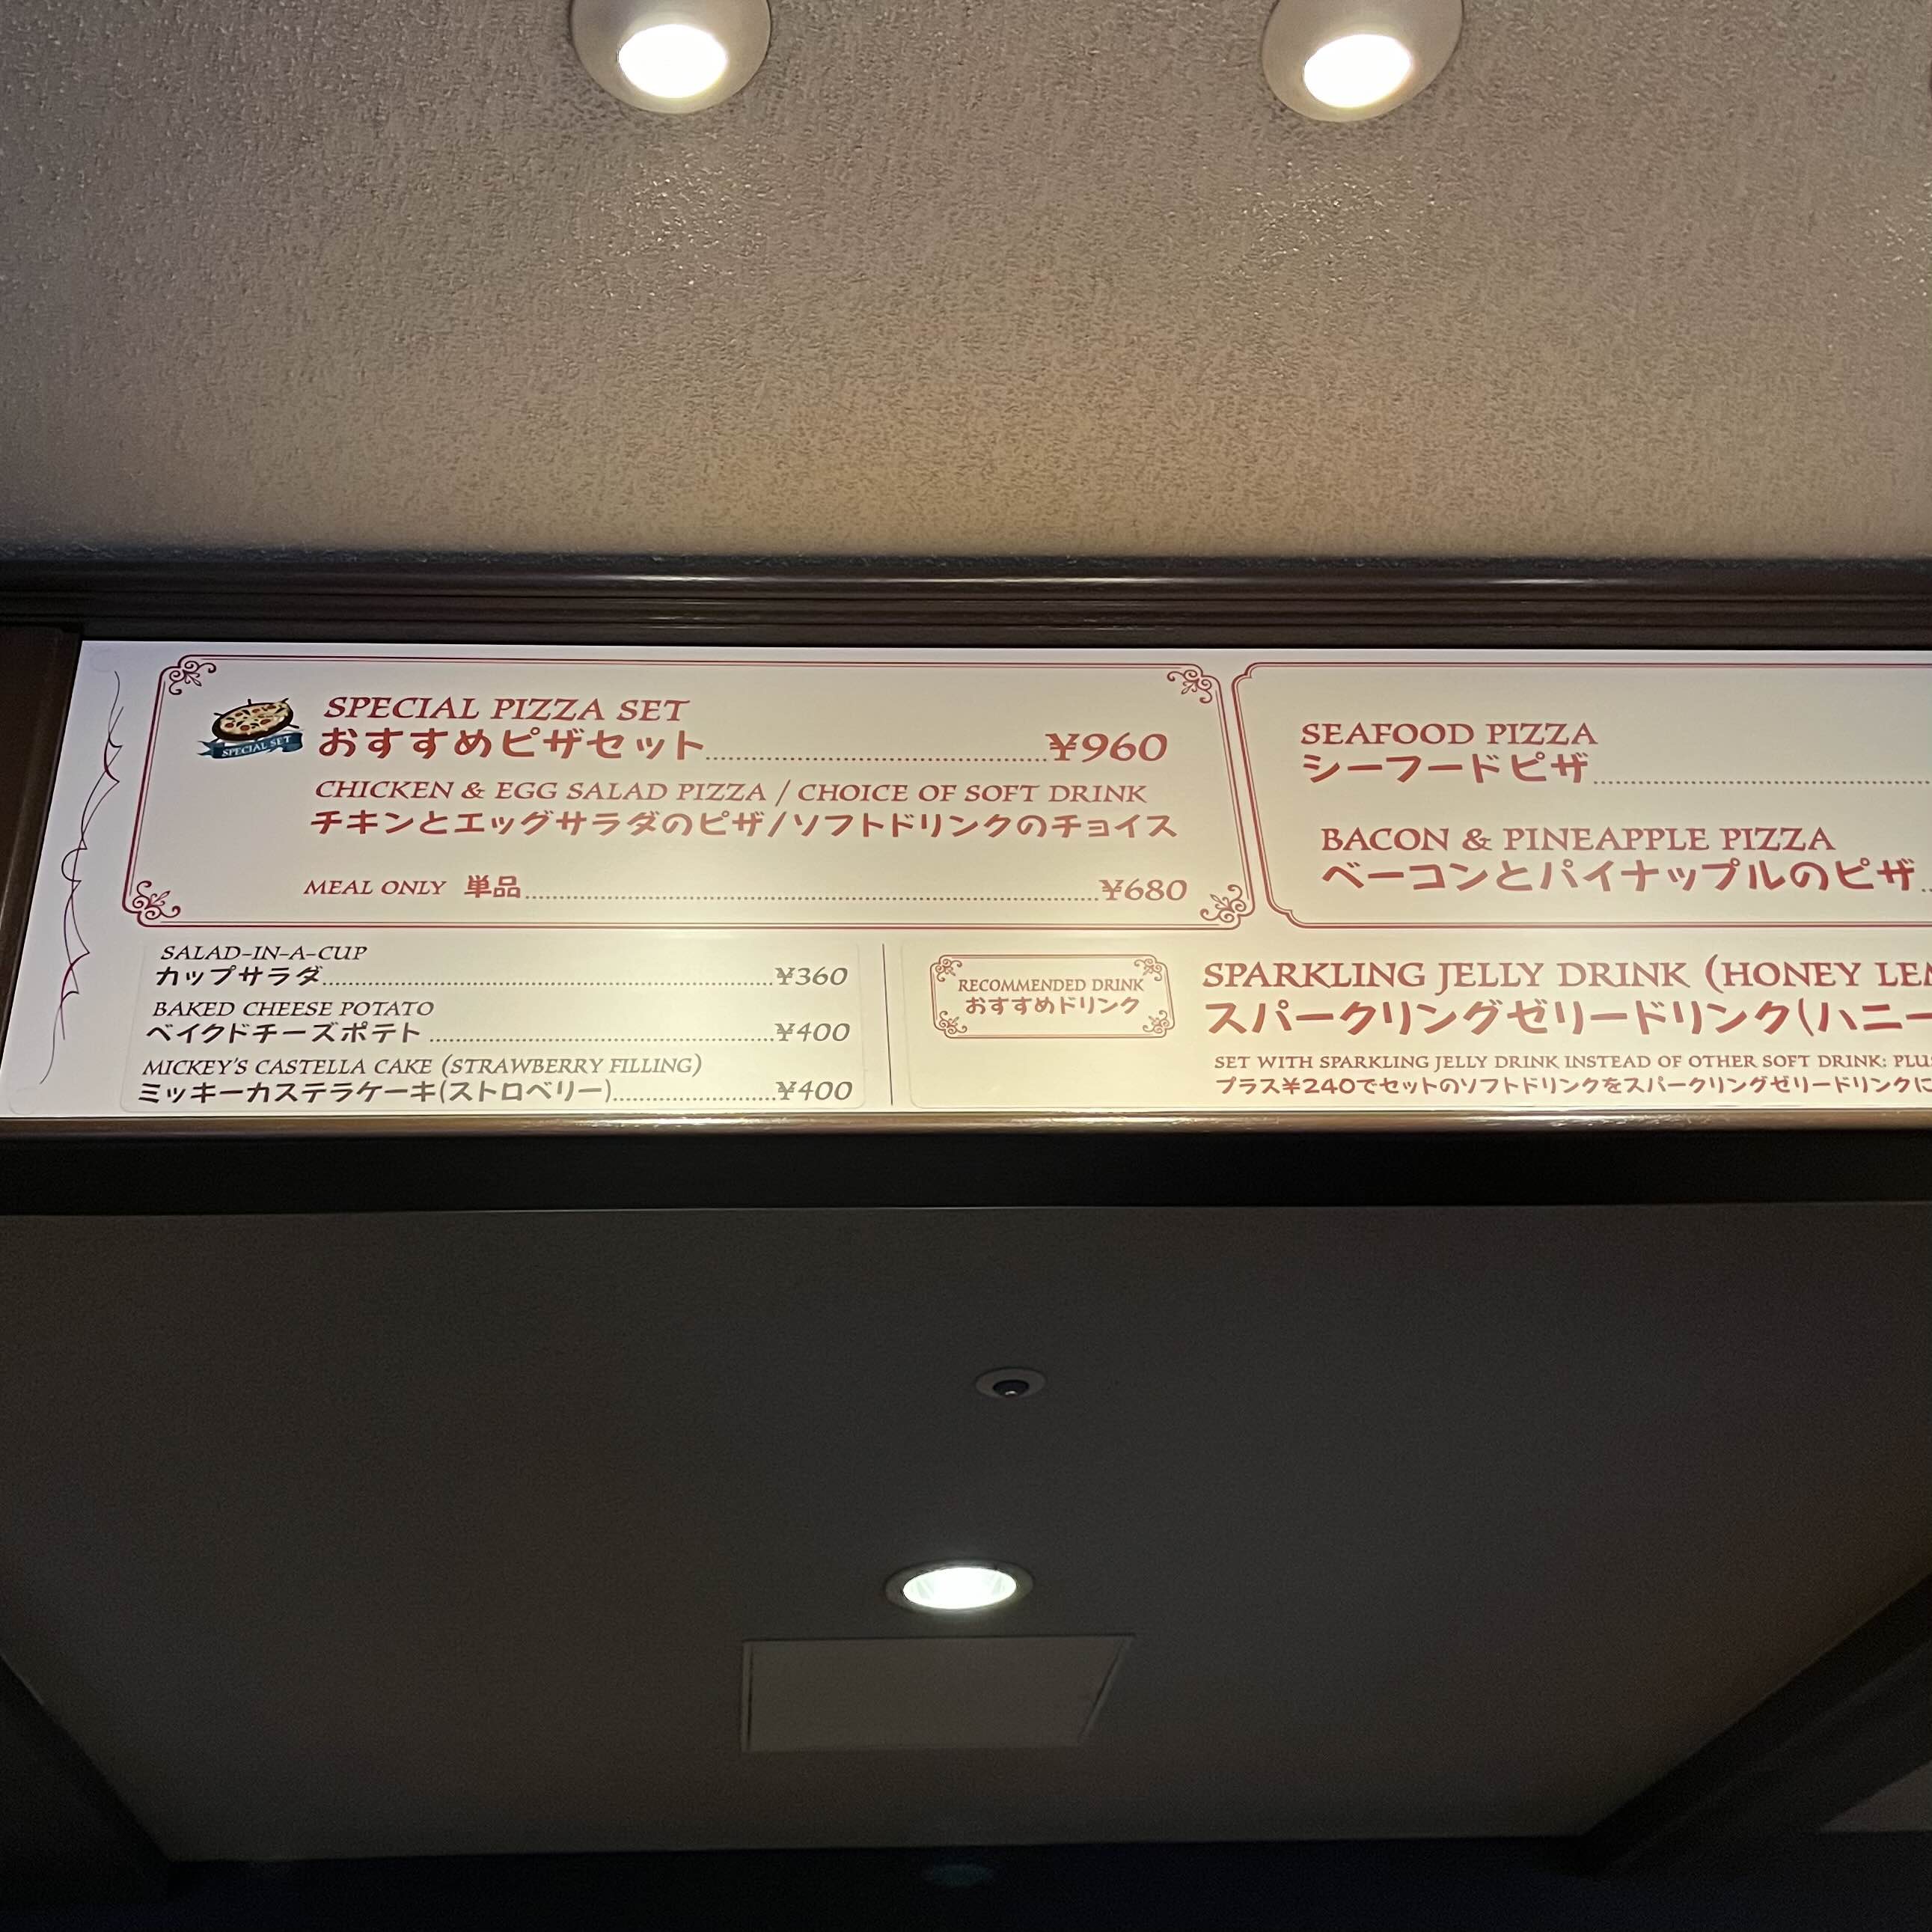 SPECIAL PIZZA SET
おすすめピザセット..........¥960
SPECIAL SET
CHICKEN & EGG SALAD PIZZA / CHOICE OF SOFT DRINK
チキンとエッグサラダのピザ/ソフトドリンクのチョイス
MEAL ONLY 単品..........¥680
SEAFOOD PIZZA
シーフードピザ
BACON & PINEAPPLE PIZZA
ベーコンとパイナップルのピザ
SALAD-IN-A-CUP
カップサラダ..........¥360
BAKED CHEESE POTATO
ベイクドチーズポテト..........¥400
MICKEY'S CASTELLA CAKE (STRAWBERRY FILLING)
ミッキーカステラケーキ(ストロベリー)..........¥400
RECOMMENDED DRINK
おすすめドリンク
SPARKLING JELLY DRINK (HONEY
スパークリングゼリードリンク(ハニー
SET WITH SPARKLING JELLY DRINK INSTEAD OF OTHER SOFT DRINK:
プラス¥240でセットのソフトドリンクをスパークリングゼリードリンクに